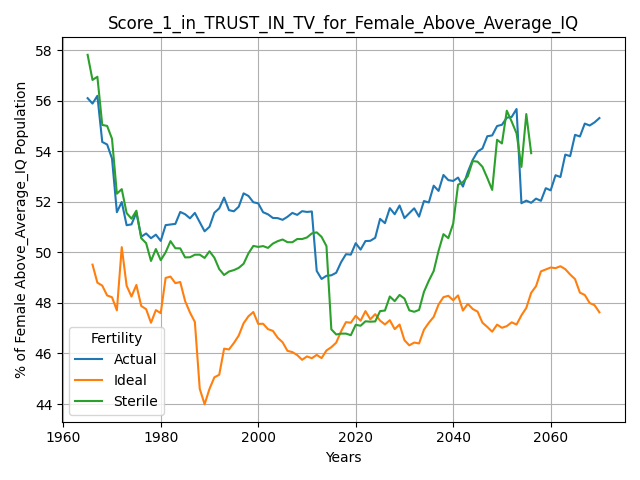 Score_1_in_TRUST_IN_TV_for_Female_Above_Average_IQ
% of Female Above_Average_IQ Population
58
56
54
52
50
48
46
44
Fertility
Actual
Ideal
Sterile
1960
1980
2000
2020
2040
2060
Years